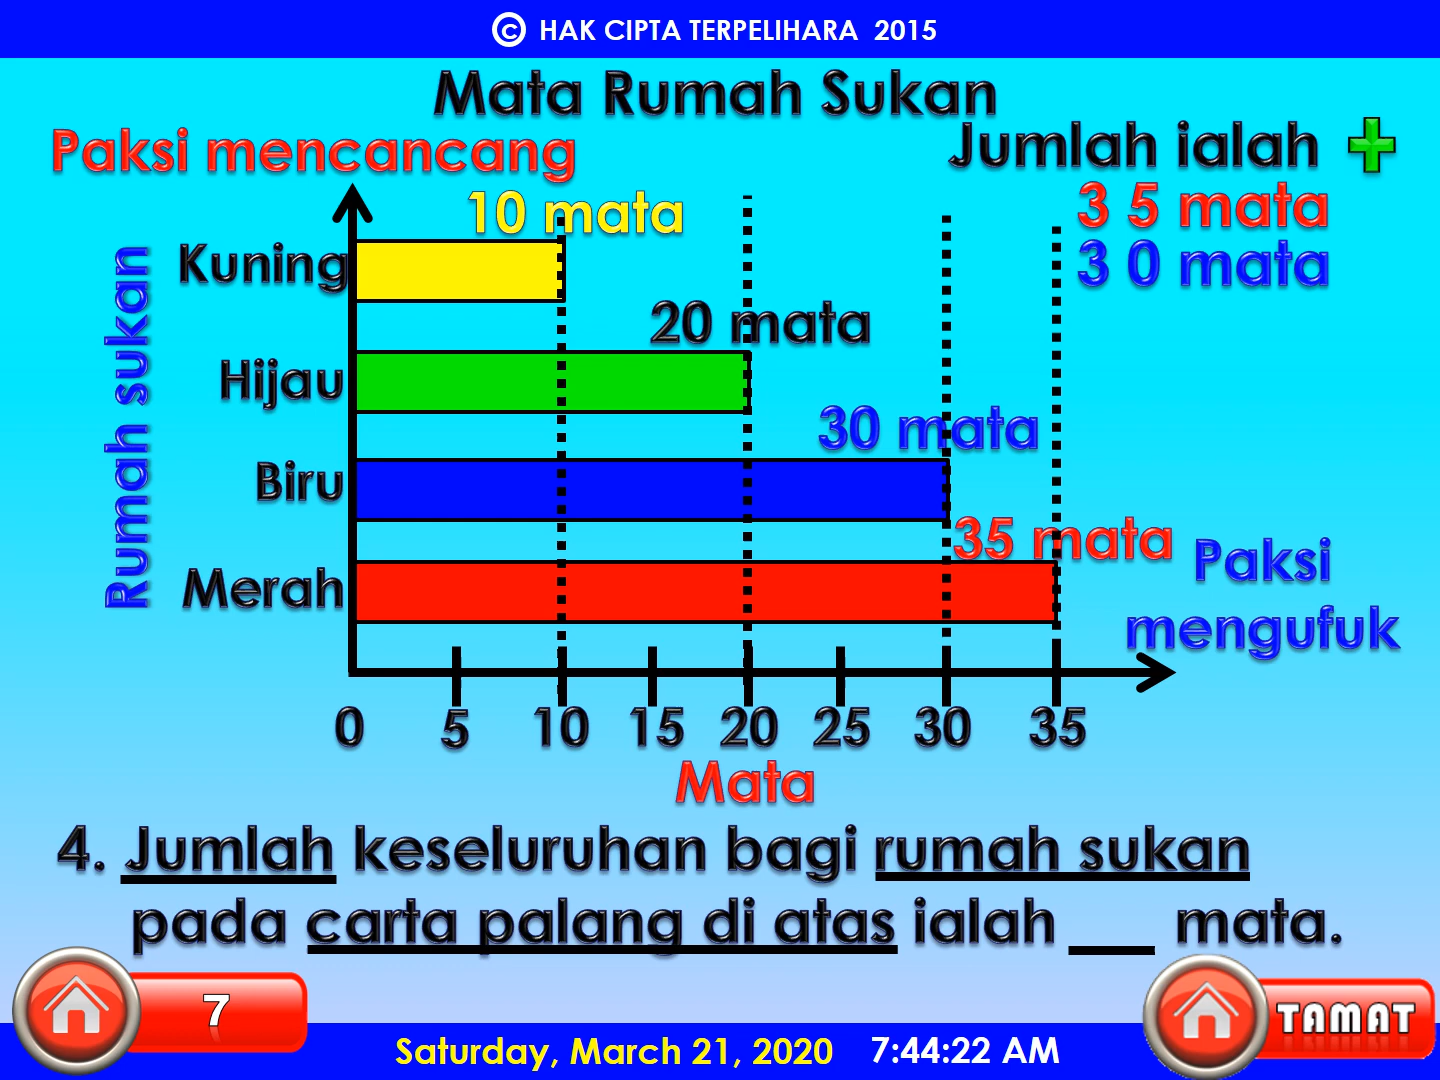 © HAK CIPTA TERPELIHARA 2015
Mata Rumah Sukan
Paksi mencancang
Jumlah ialah +
10 mata
3 5 mata
3 0 mata
Rumah sukan
Kuning
20 mata
Hijau
30 mata
Biru
35 mata
Paksi
mengufuk
Merah
0 5 10 15 20 25 30 35
Mata
4. Jumlah keseluruhan bagi rumah sukan
pada carta palang di atas ialah ___ mata.
7
TAMAT
Saturday, March 21, 2020 7:44:22 AM